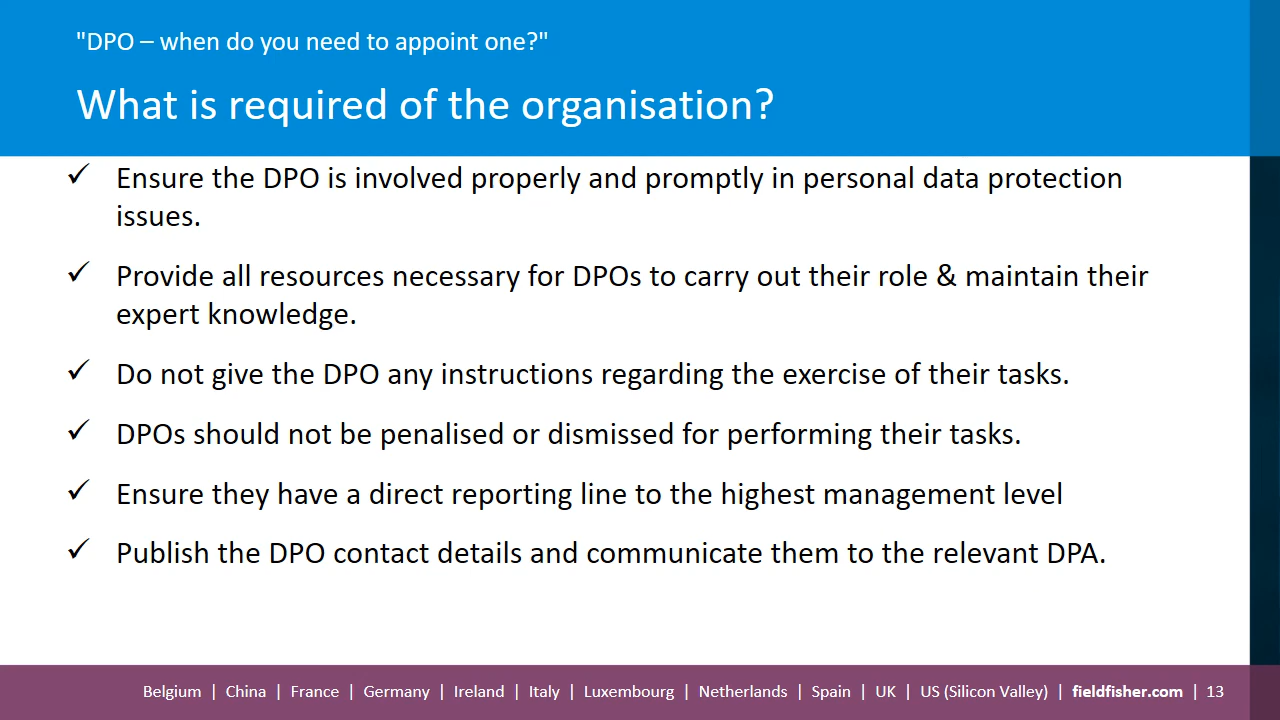 "DPO – when do you need to appoint one?"
What is required of the organisation?
✓ Ensure the DPO is involved properly and promptly in personal data protection
issues.
✓ Provide all resources necessary for DPOs to carry out their role & maintain their
expert knowledge.
✓ Do not give the DPO any instructions regarding the exercise of their tasks.
✓ DPOs should not be penalised or dismissed for performing their tasks.
✓ Ensure they have a direct reporting line to the highest management level
✓ Publish the DPO contact details and communicate them to the relevant DPA.
Belgium | China | France | Germany | Ireland | Italy | Luxembourg | Netherlands | Spain | UK | US (Silicon Valley) | fieldfisher.com | 13